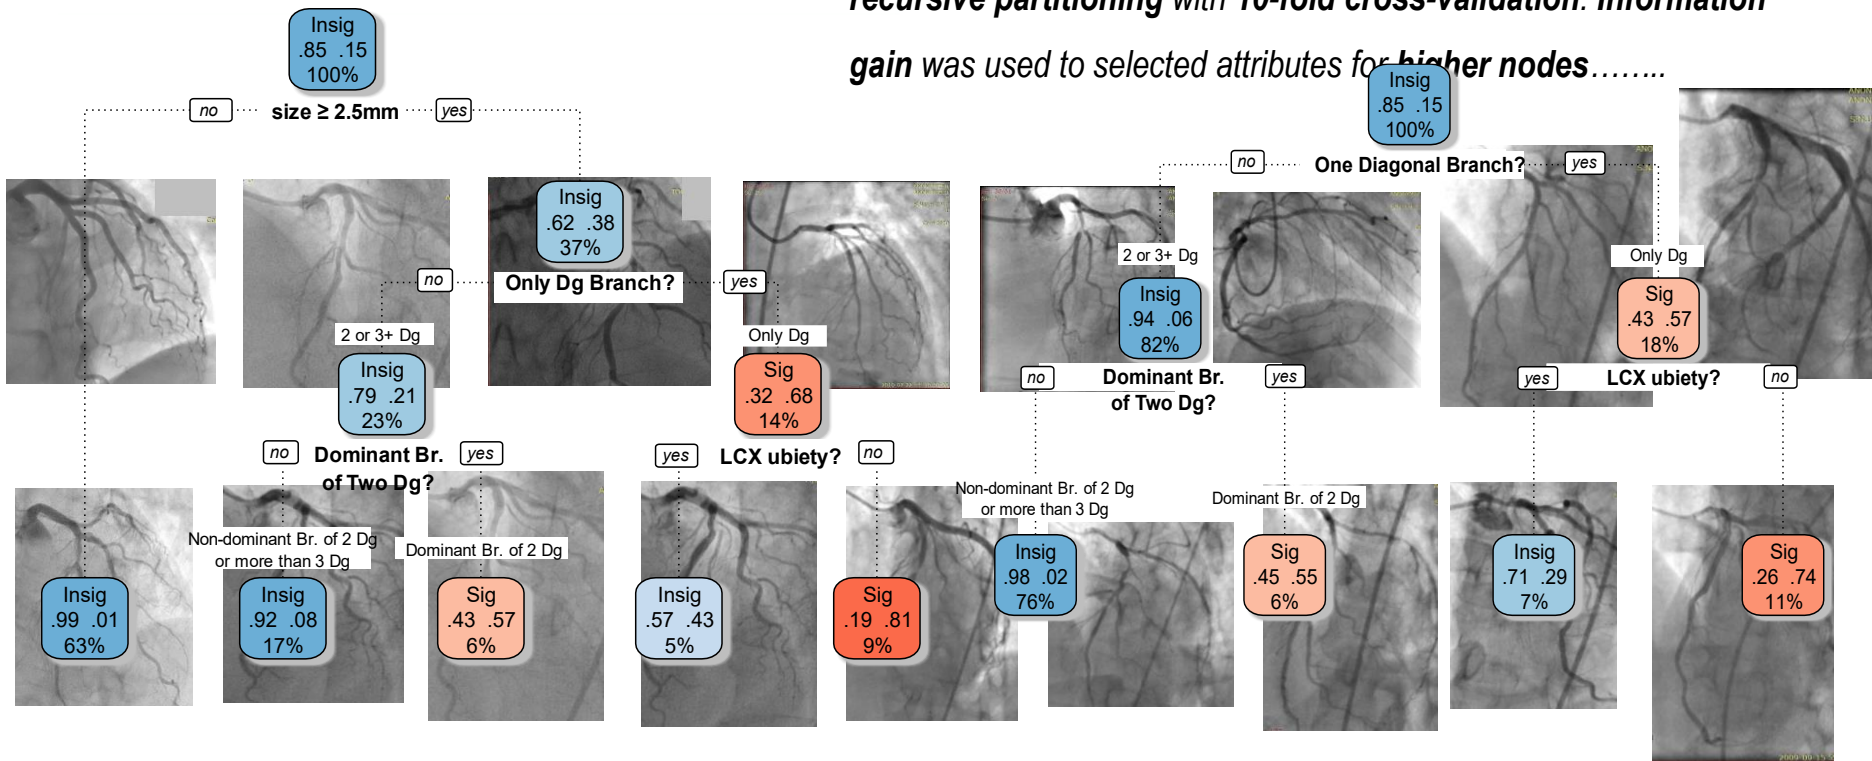 recursive partitioning with 10-fold cross-validation. Information
gain was used to selected attributes for higher nodes……..
Insig
.85 .15
100%
no
size ≥ 2.5mm
yes
Insig
.62 .38
37%
no
Only Dg Branch?
yes
2 or 3+ Dg
Insig
.79 .21
23%
Only Dg
Sig
.32 .68
14%
no
Dominant Br.
of Two Dg?
yes
yes
LCX ubiety?
no
Non-dominant Br. of 2 Dg
or more than 3 Dg
Dominant Br. of 2 Dg
Insig
.99 .01
63%
Insig
.92 .08
17%
Sig
.43 .57
6%
Insig
.57 .43
5%
Sig
.19 .81
9%
Insig
.85 .15
100%
no
One Diagonal Branch?
yes
2 or 3+ Dg
Insig
.94 .06
82%
Only Dg
Sig
.43 .57
18%
no
Dominant Br.
of Two Dg?
yes
yes
LCX ubiety?
no
Non-dominant Br. of 2 Dg
or more than 3 Dg
Dominant Br. of 2 Dg
Insig
.98 .02
76%
Sig
.45 .55
6%
Insig
.71 .29
7%
Sig
.26 .74
11%